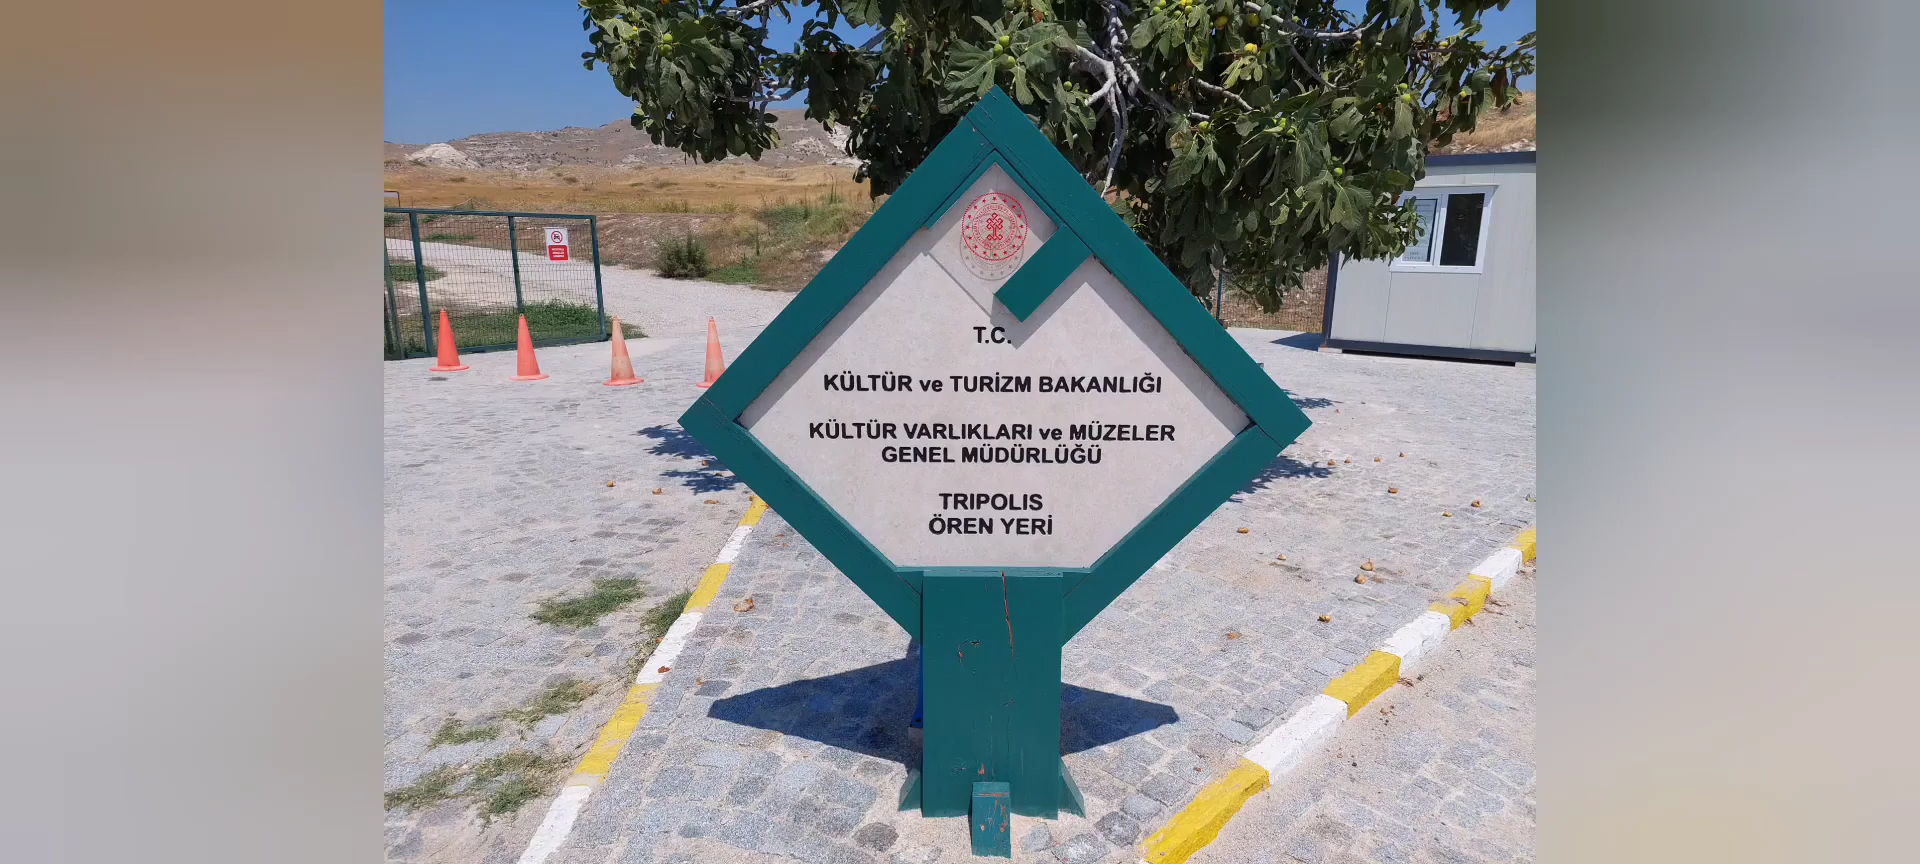 T.C.
KÜLTÜR ve TURİZM BAKANLIĞI
KÜLTÜR VARLIKLARI ve MÜZELER
GENEL MÜDÜRLÜĞÜ
TRIPOLIS
ÖREN YERİ